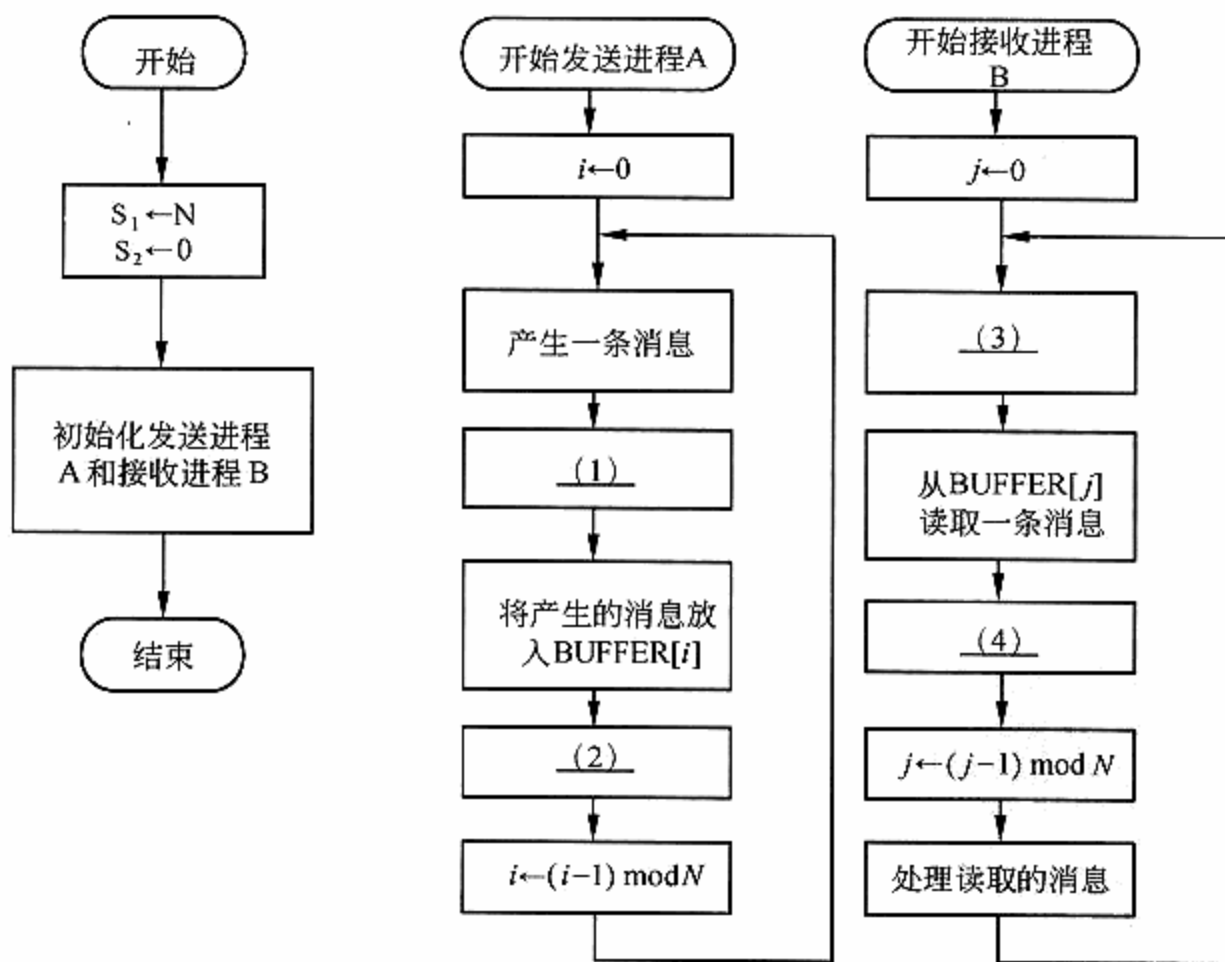 开始
S₁←N
S₂←0
初始化发送进程
A和接收进程B
结束
开始发送进程A
i←0
产生一条消息
(1)
将产生的消息放
入BUFFER[i]
(2)
i←(i-1) mod N
开始接收进程
B
j←0
(3)
从BUFFER[j]
读取一条消息
(4)
j←(j-1) mod N
处理读取的消息